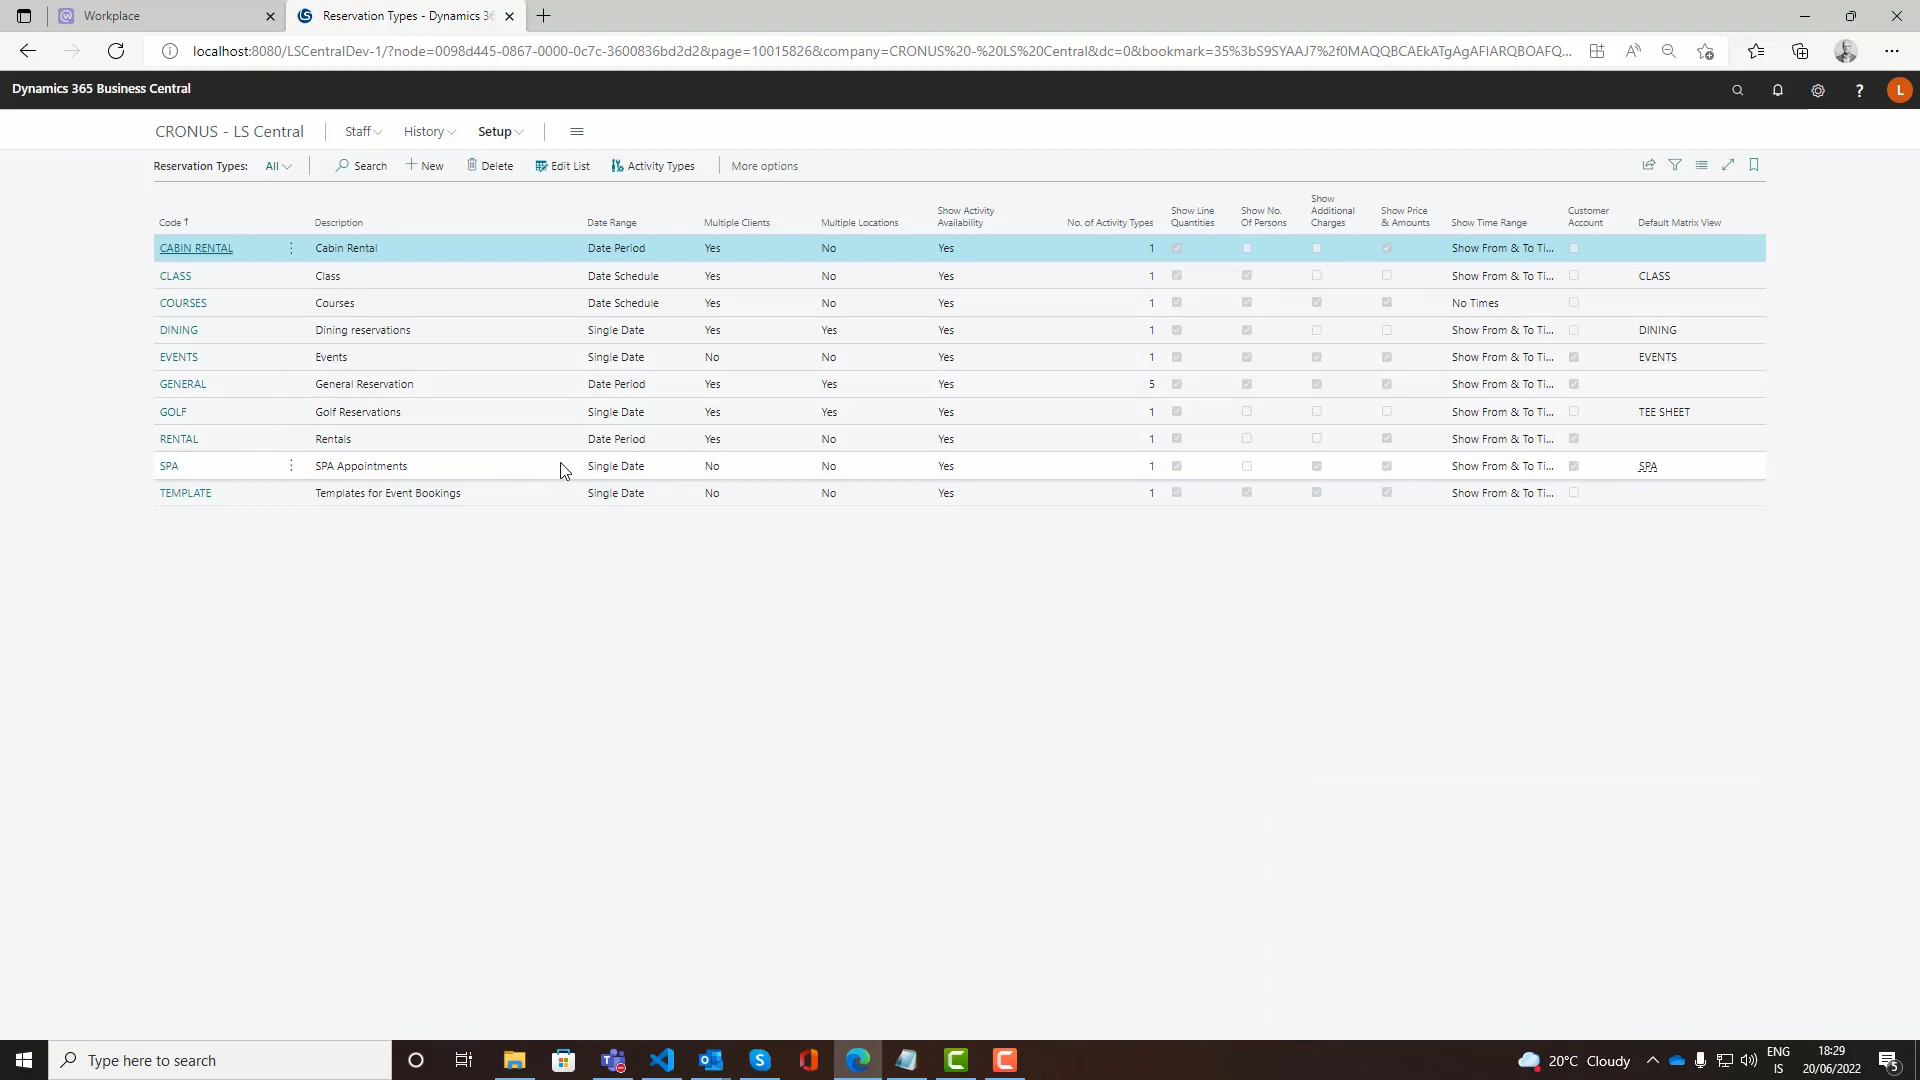 Workplace
Reservation Types - Dynamics 36
localhost:8080/LSCentralDev-1/?node=0098d445-0867-0000-0c7c-3600836bd2d2&page=10015826&company=CRONUS%20-%20LS%20Central&dc=0&bookmark=35%3bS9SYAAJ7%2f0MAQQBCAEkATgAgAFIARQBOAFQ...
Dynamics 365 Business Central
L
CRONUS - LS Central Staff History Setup
Reservation Types: All Search New Delete Edit List Activity Types More options
Code ↑ Description Date Range Multiple Clients Multiple Locations Show Activity Availability No. of Activity Types Show Line Quantities Show No. Of Persons Show Additional Charges Show Price & Amounts Show Time Range Customer Account Default Matrix View
CABIN RENTAL Cabin Rental Date Period Yes No Yes 1 Show From & To Ti...
CLASS Class Date Schedule Yes No Yes 1 Show From & To Ti... CLASS
COURSES Courses Date Schedule Yes No Yes 1 No Times
DINING Dining reservations Single Date Yes Yes Yes 1 Show From & To Ti... DINING
EVENTS Events Single Date No No Yes 1 Show From & To Ti... EVENTS
GENERAL General Reservation Date Period Yes Yes Yes 5 Show From & To Ti...
GOLF Golf Reservations Single Date Yes Yes Yes 1 Show From & To Ti... TEE SHEET
RENTAL Rentals Date Period Yes No Yes 1 Show From & To Ti...
SPA SPA Appointments Single Date No No Yes 1 Show From & To Ti... SPA
TEMPLATE Templates for Event Bookings Single Date No No Yes 1 Show From & To Ti...
Type here to search
20°C Cloudy
ENG
IS
18:29
20/06/2022
5